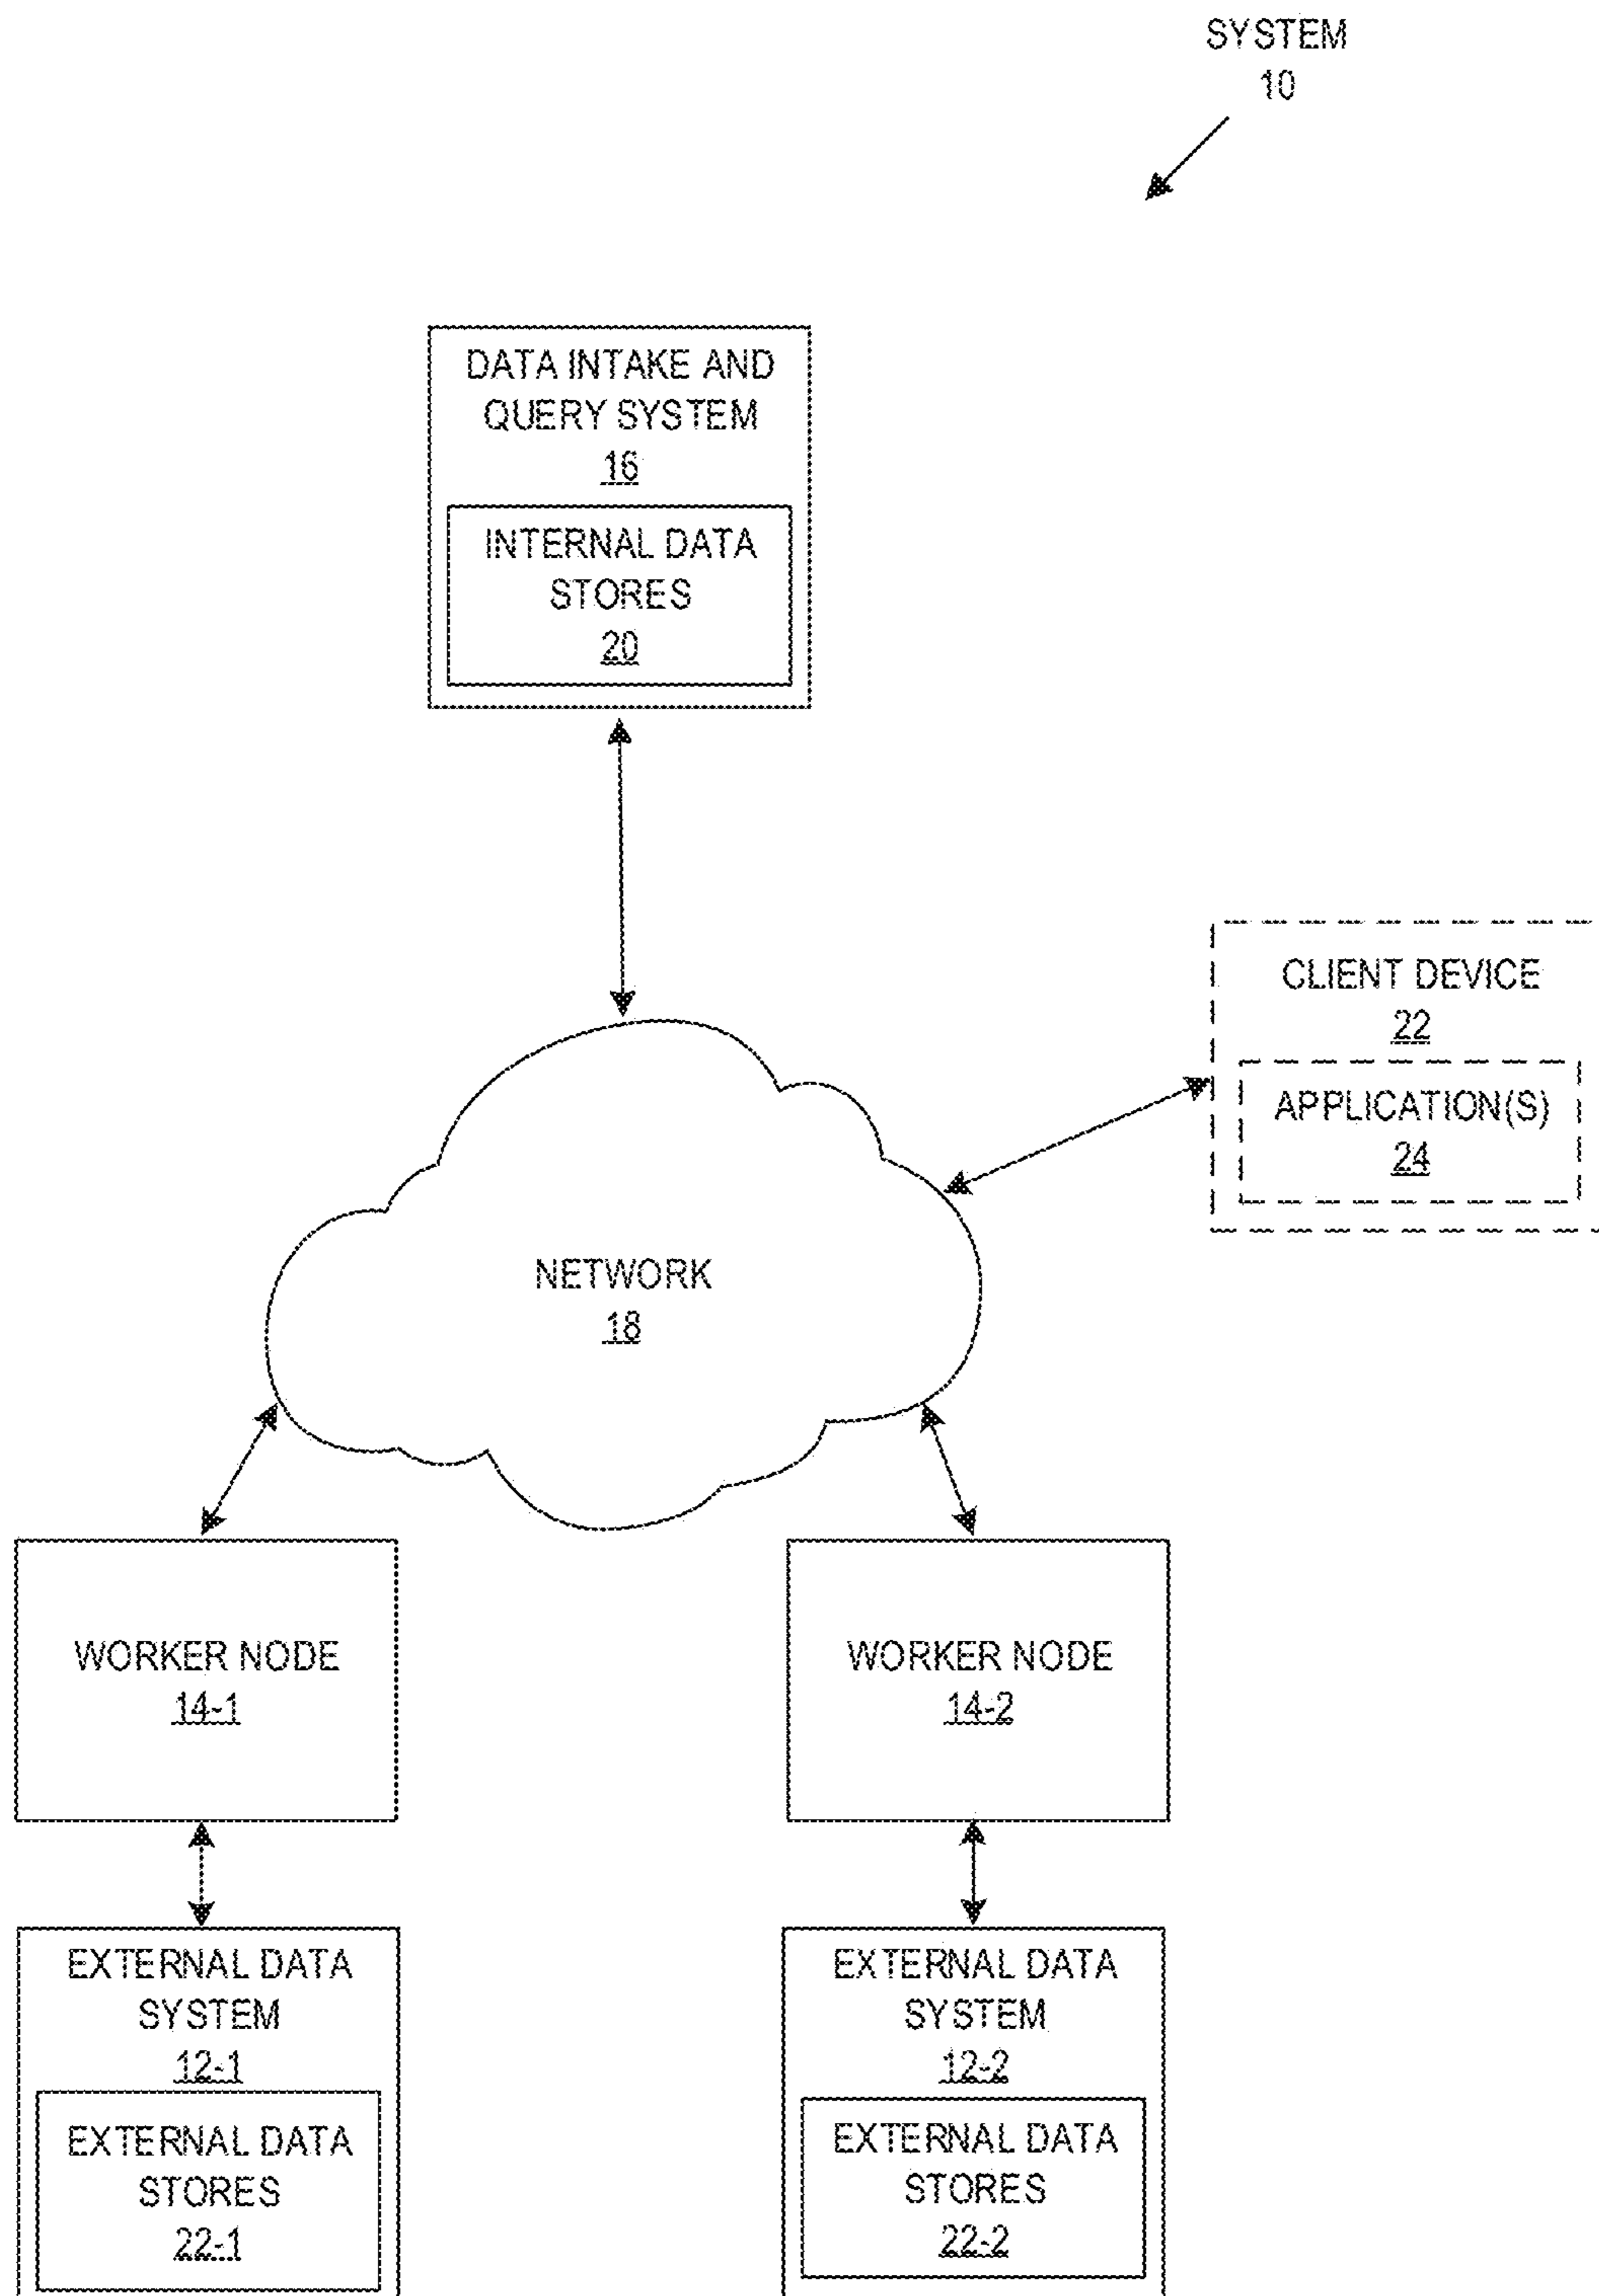 SYSTEM
10
DATA INTAKE AND
QUERY SYSTEM
16
INTERNAL DATA
STORES
20
CLIENT DEVICE
22
APPLICATION(S)
24
NETWORK
18
WORKER NODE
14-1
WORKER NODE
14-2
EXTERNAL DATA
SYSTEM
12-1
EXTERNAL DATA
STORES
22-1
EXTERNAL DATA
SYSTEM
12-2
EXTERNAL DATA
STORES
22-2